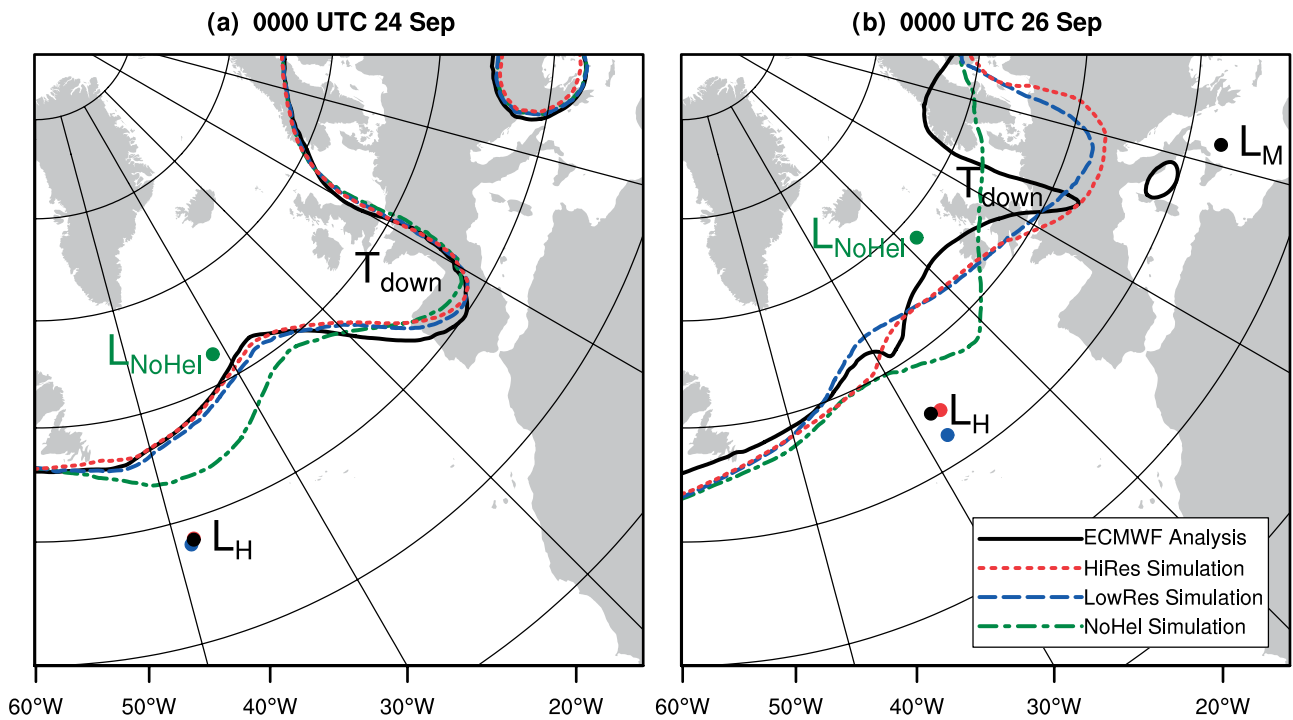 (a) 0000 UTC 24 Sep
T down
L NoHel
L H
60°W 50°W 40°W 30°W 20°W
(b) 0000 UTC 26 Sep
L M
T down
L NoHel
L H
ECMWF Analysis
HiRes Simulation
LowRes Simulation
NoHel Simulation
60°W 50°W 40°W 30°W 20°W